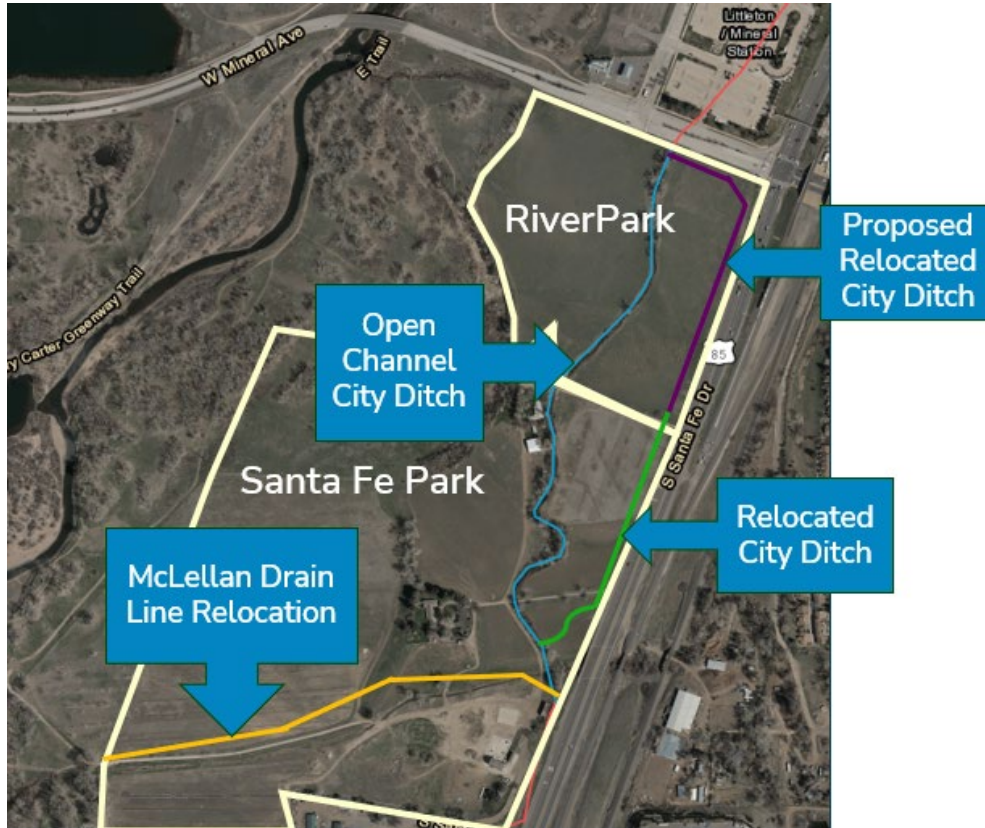 Littleton
/ Mineral
Station
W Mineral Ave
E Trail
RiverPark
Proposed
Relocated
City Ditch
ry Carter Greenway Trail
Open
Channel
City Ditch
85
S Santa Fe Dr
Santa Fe Park
Relocated
City Ditch
McLellan Drain
Line Relocation